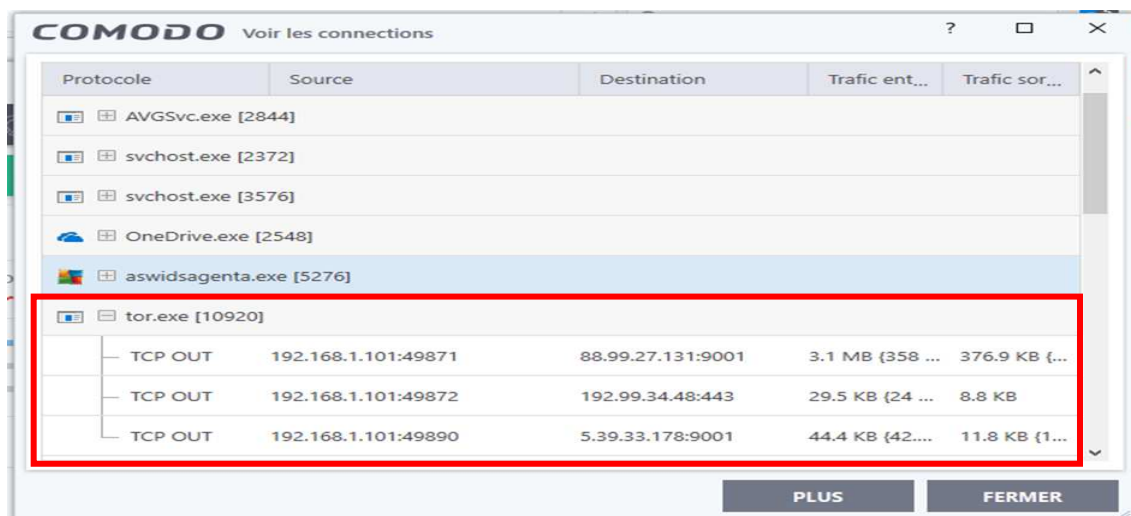 COMODO Voir les connections ?
Protocole Source Destination Trafic ent... Trafic sor...
AVGSvc.exe [2844]
svchost.exe [2372]
svchost.exe [3576]
OneDrive.exe [2548]
aswidsagenta.exe [5276]
tor.exe [10920]
TCP OUT 192.168.1.101:49871 88.99.27.131:9001 3.1 MB {358 ... 376.9 KB {...
TCP OUT 192.168.1.101:49872 192.99.34.48:443 29.5 KB {24 ... 8.8 KB
TCP OUT 192.168.1.101:49890 5.39.33.178:9001 44.4 KB {42.... 11.8 KB {1...
PLUS FERMER